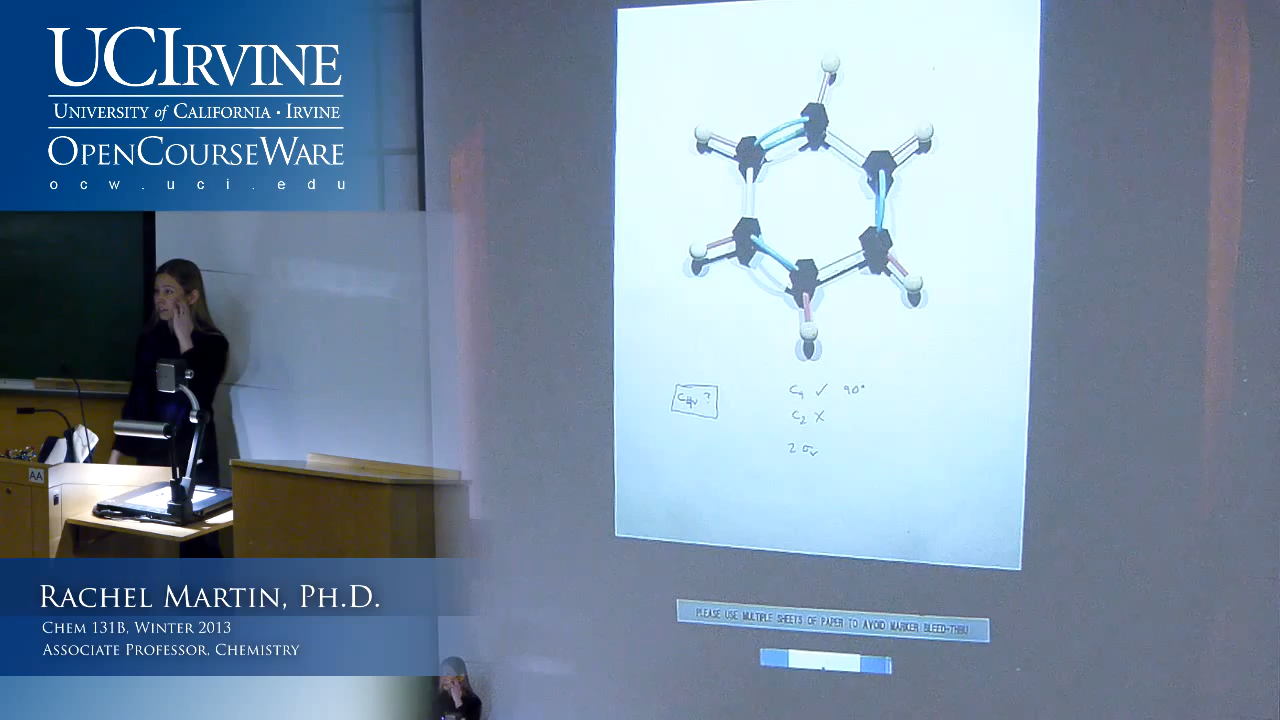 UCIRVINE
UNIVERSITY of CALIFORNIA · IRVINE
OPENCOURSEWARE
ocw.uci.edu
AA
C₄ ✓ 90°
C₂ X
2 σᵥ
PLEASE USE MULTIPLE SHEETS OF PAPER TO AVOID MARKER BLEED-THRU
RACHEL MARTIN, PH.D.
CHEM 131B, WINTER 2013
ASSOCIATE PROFESSOR, CHEMISTRY